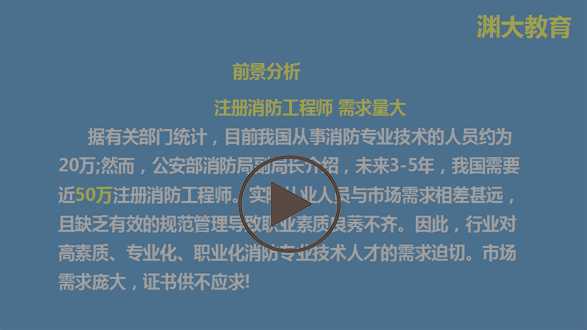 渊大教育
前景分析
注册消防工程师 需求量大
据有关部门统计，目前我国从事消防专业技术的人员约为
20万;然而，公安部消防局副局长介绍，未来3-5年，我国需要
近50万注册消防工程师。实际从业人员与市场需求相差甚远，
且缺乏有效的规范管理导致职业素质良莠不齐。因此，行业对
高素质、专业化、职业化消防专业技术人才的需求迫切。市场
需求庞大，证书供不应求!